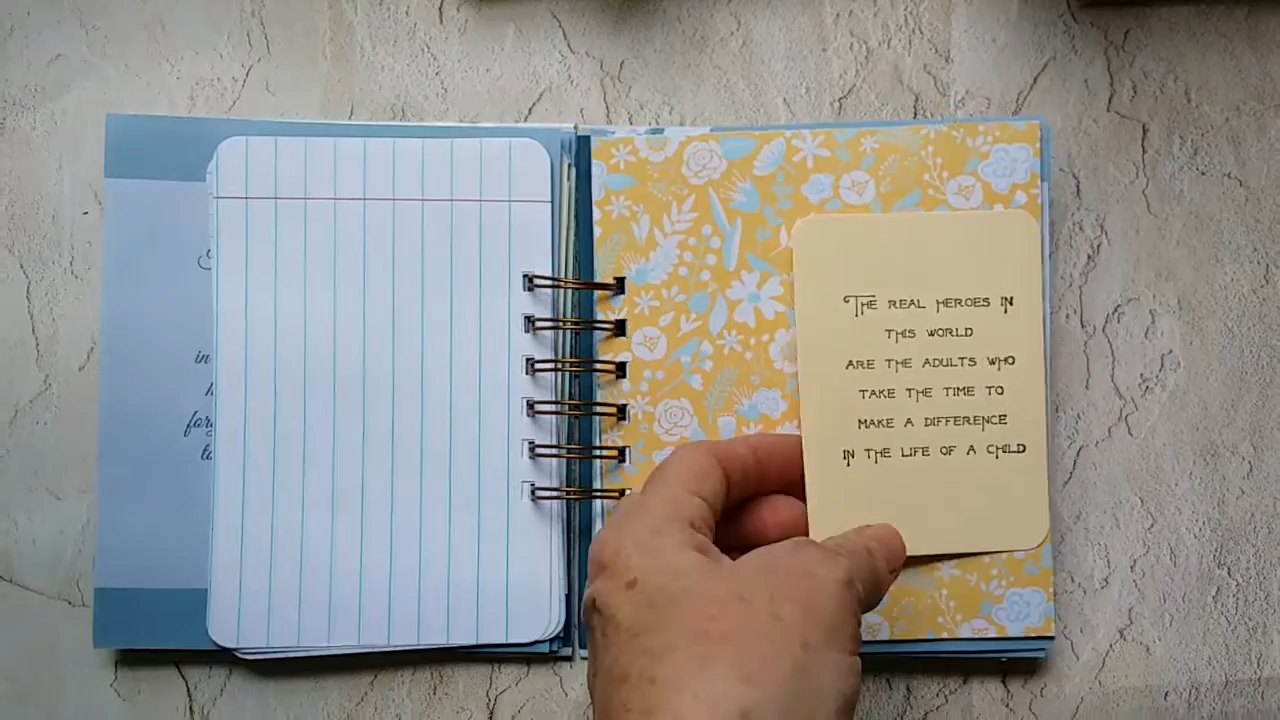 in
The real heroes in
this world
are the adults who
take the time to
make a difference
in the life of a child